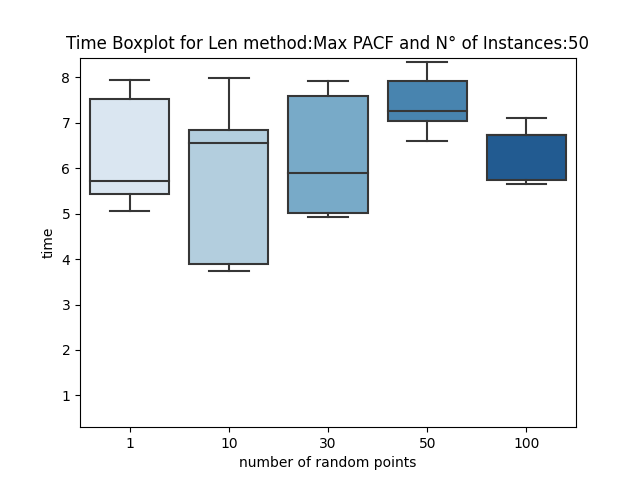 Time Boxplot for Len method:Max PACF and N° of Instances:50
8
7
6
5
4
3
2
1
time
1 10 30 50 100
number of random points